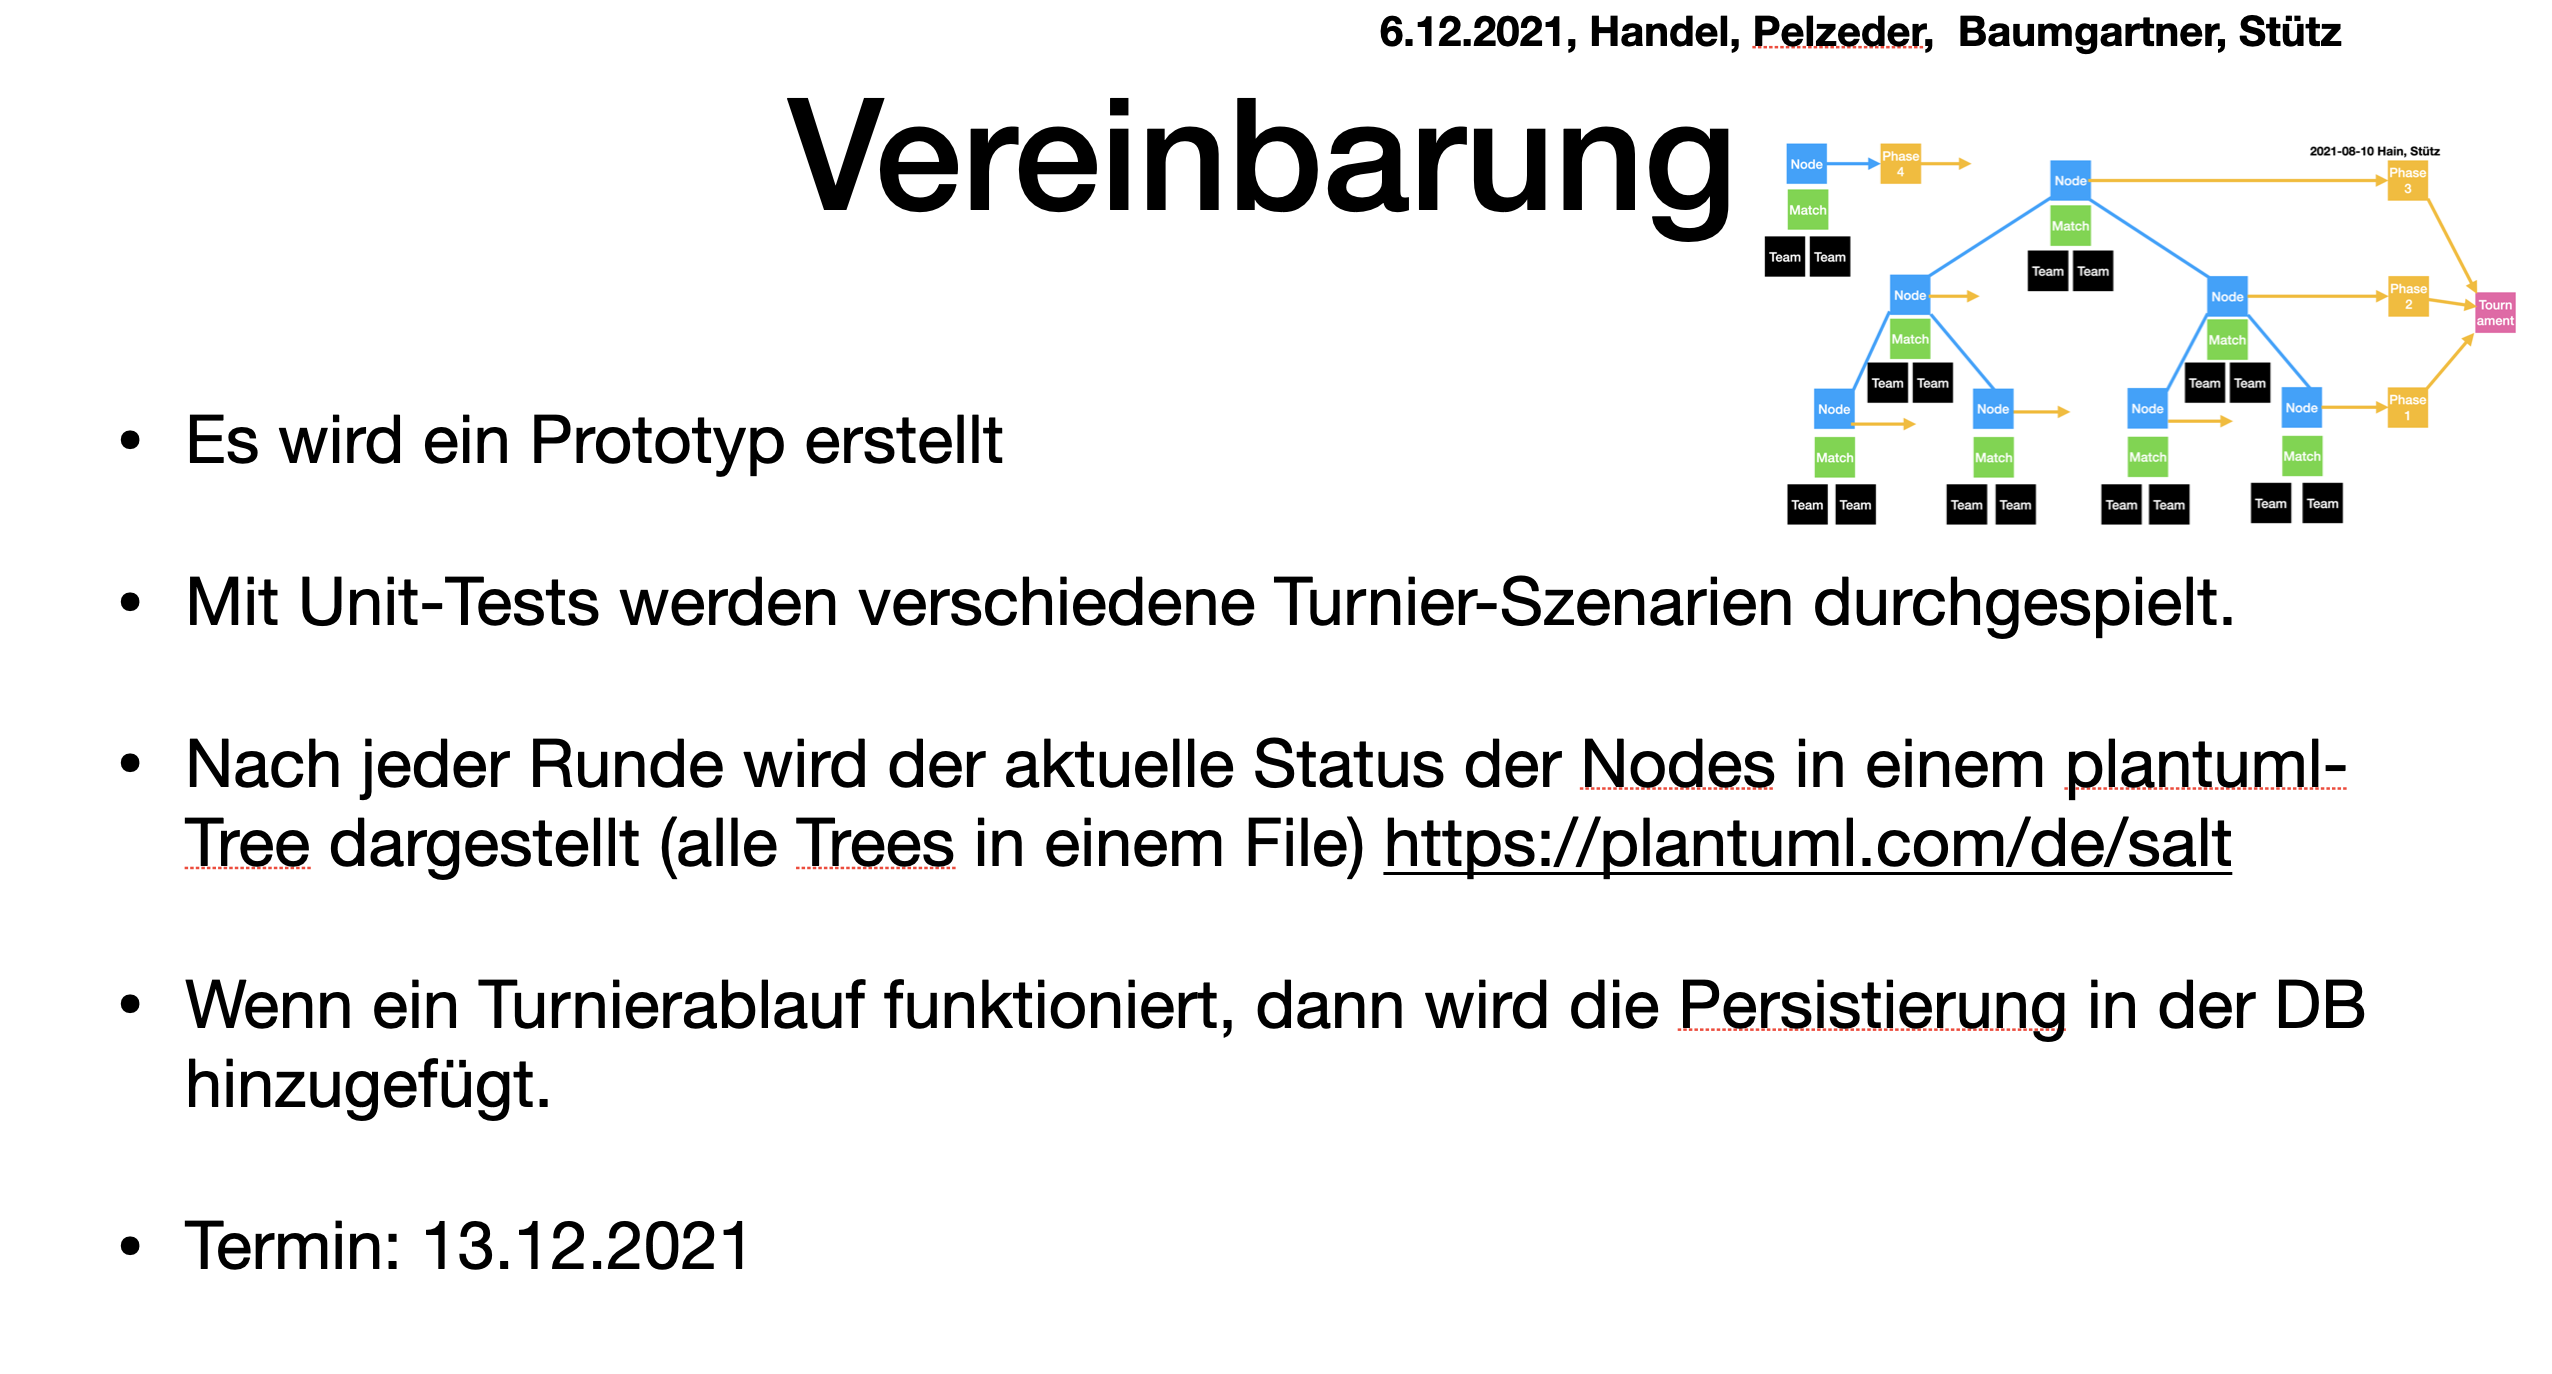 6.12.2021, Handel, Pelzeder,  Baumgartner, Stütz
Vereinbarung
2021-08-10 Hain, Stütz
Node
Phase
4
Match
Team Team
Node
Phase
3
Match
Team Team
Node
Node
Phase
2
Tourn
ament
Match
Match
Team Team
Team Team
Node
Node
Node
Node
Phase
1
Match
Match
Match
Match
Team Team
Team Team
Team Team
Team Team
• Es wird ein Prototyp erstellt
• Mit Unit-Tests werden verschiedene Turnier-Szenarien durchgespielt.
• Nach jeder Runde wird der aktuelle Status der Nodes in einem plantuml-
Tree dargestellt (alle Trees in einem File) https://plantuml.com/de/salt
• Wenn ein Turnierablauf funktioniert, dann wird die Persistierung in der DB
hinzugefügt.
• Termin: 13.12.2021